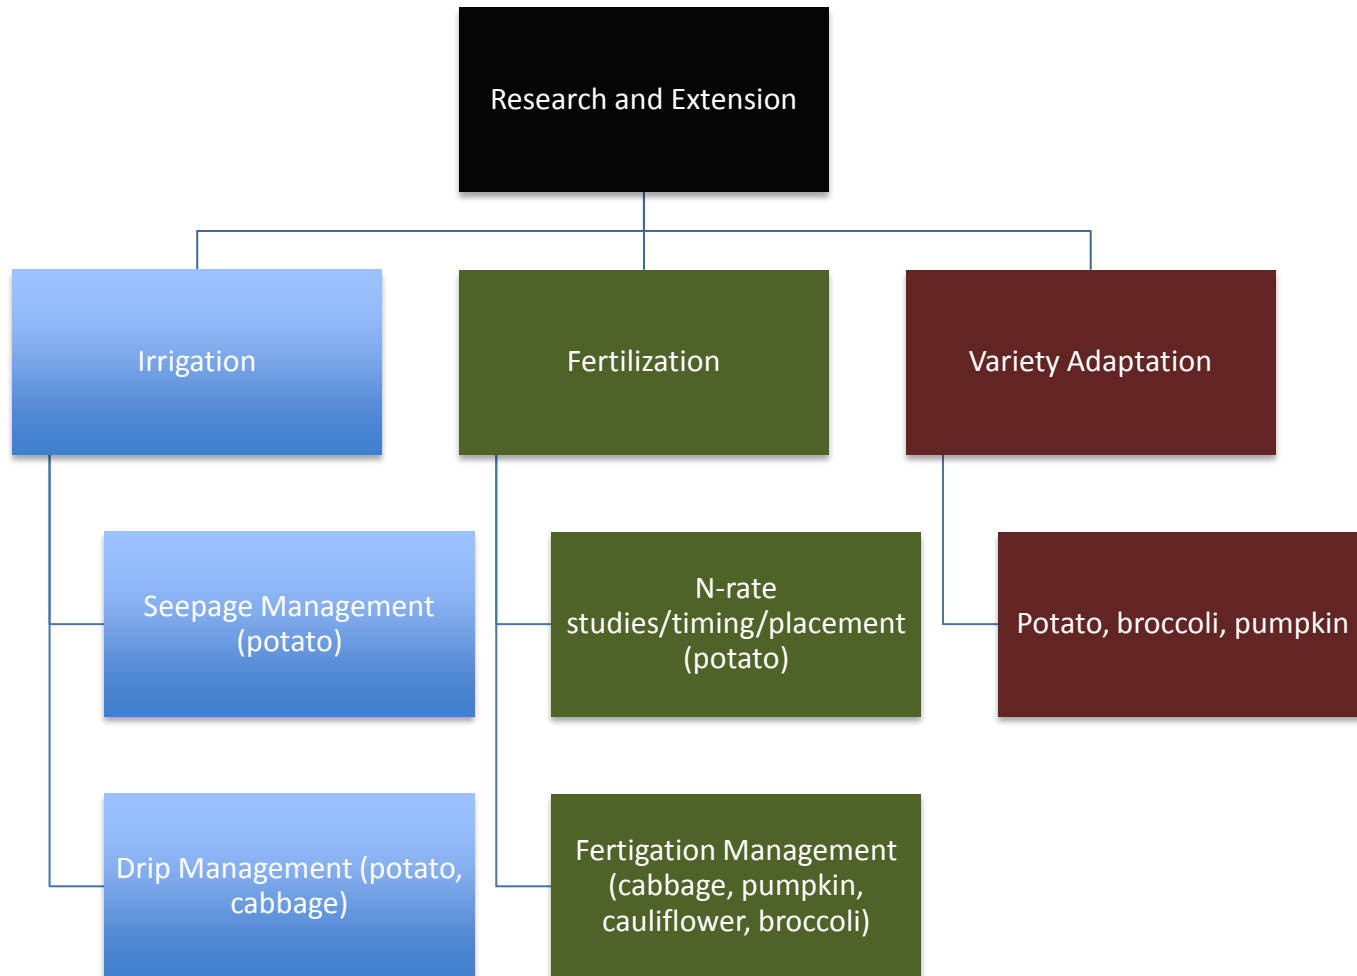 Research and Extension
Irrigation
Fertilization
Variety Adaptation
Seepage Management
(potato)
N-rate
studies/timing/placement
(potato)
Potato, broccoli, pumpkin
Drip Management (potato,
cabbage)
Fertigation Management
(cabbage, pumpkin,
cauliflower, broccoli)